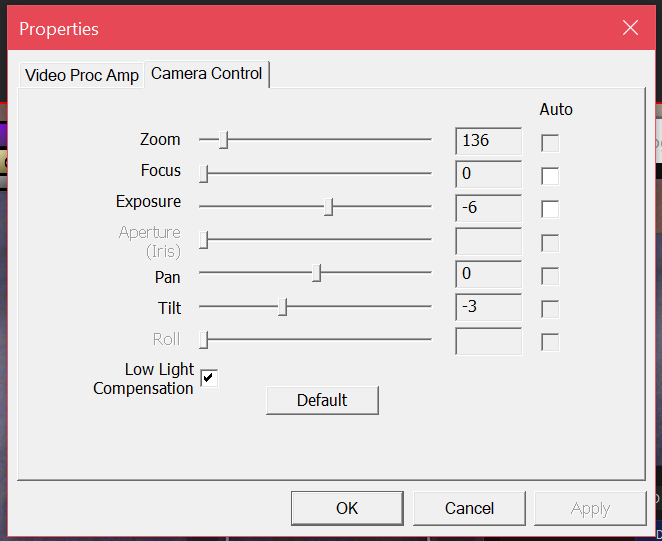 Properties
Video Proc Amp
Camera Control
Auto
Zoom 136
Focus 0
Exposure -6
Aperture
(Iris)
Pan 0
Tilt -3
Roll
Low Light
Compensation
Default
OK Cancel Apply